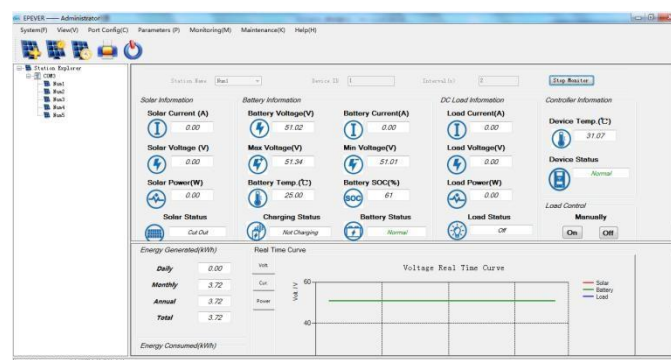 EPEVER —— Administrator
System(F) View(V) Port Config(C) Parameters (P) Monitoring(M) Maintenance(K) Help(H)
Station Explorer
COM3
Num1
Num2
Num3
Num4
Num5
Station Name Num1 Device ID 1 Interval(s) 2 Stop Monitor
Solar Information Battery Information DC Load Information Controller Information
Solar Current (A) Battery Voltage(V) Battery Current(A) Load Current(A)
0.00 51.02 0.00 0.00
Device Temp.(℃)
31.07
Solar Voltage (V) Max Voltage(V) Min Voltage(V) Load Voltage(V)
0.00 51.34 51.01 0.00
Device Status
Normal
Solar Power(W) Battery Temp.(℃) Battery SOC(%) Load Power(W)
0.00 25.00 SOC 61 0.00
Load Control
Solar Status Charging Status Battery Status Load Status Manually
Cut Out Not Charging Normal Off On Off
Energy Generated(kWh) Real Time Curve
Daily 0.00
Monthly 3.72
Annual 3.72
Total 3.72
Energy Consumed(kWh)
Volt.
Cur.
Power
Voltage Real Time Curve
Volt./V
60
40
Solar
Battery
Load